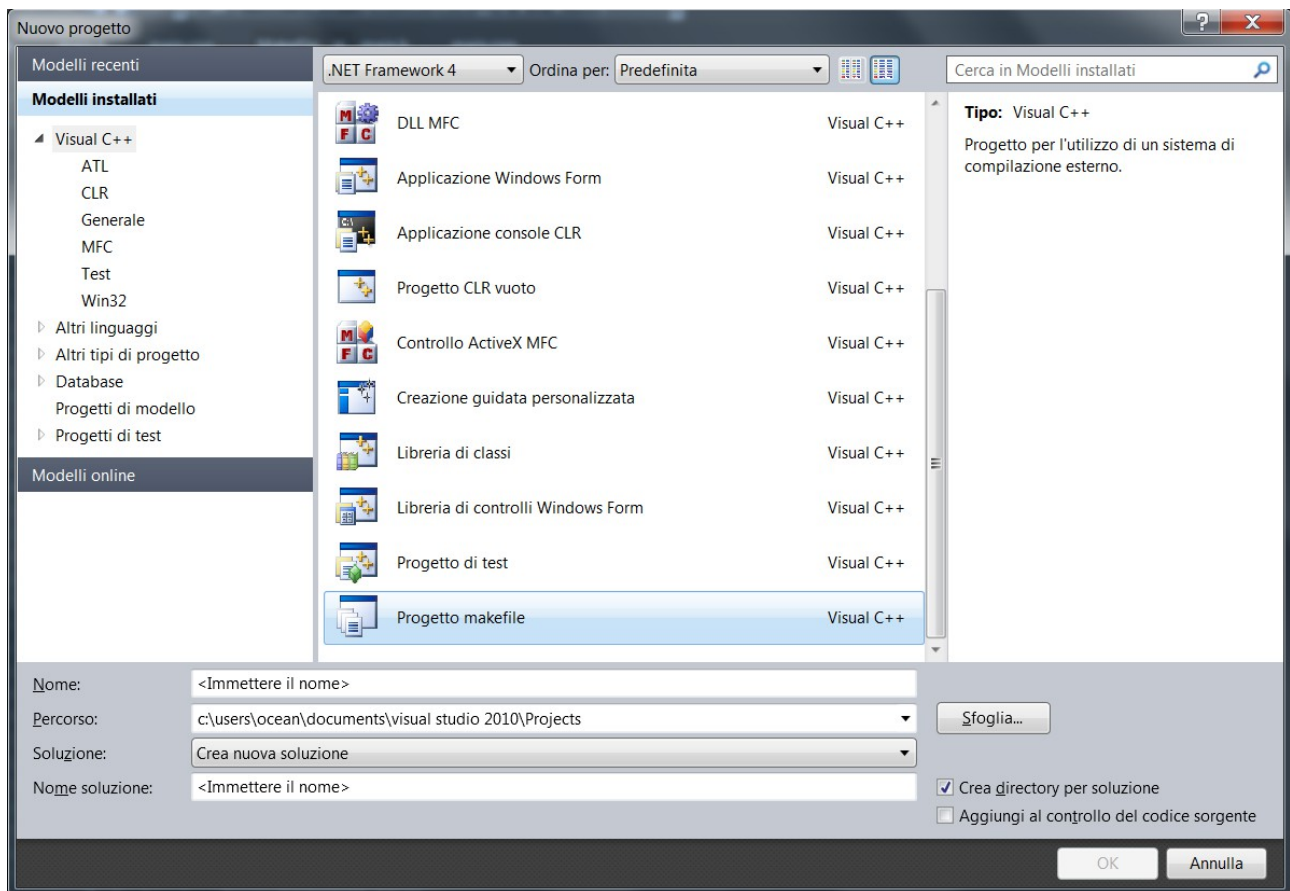 Nuovo progetto
Modelli recenti
.NET Framework 4
Ordina per:
Predefinita
Cerca in Modelli installati
Modelli installati
Visual C++
ATL
CLR
Generale
MFC
Test
Win32
Altri linguaggi
Altri tipi di progetto
Database
Progetti di modello
Progetti di test
Modelli online
DLL MFC Visual C++
Applicazione Windows Form Visual C++
Applicazione console CLR Visual C++
Progetto CLR vuoto Visual C++
Controllo ActiveX MFC Visual C++
Creazione guidata personalizzata Visual C++
Libreria di classi Visual C++
Libreria di controlli Windows Form Visual C++
Progetto di test Visual C++
Progetto makefile Visual C++
Tipo: Visual C++
Progetto per l'utilizzo di un sistema di
compilazione esterno.
Nome: <Immettere il nome>
Percorso: c:\users\ocean\documents\visual studio 2010\Projects
Sfoglia...
Soluzione: Crea nuova soluzione
Nome soluzione: <Immettere il nome>
Crea directory per soluzione
Aggiungi al controllo del codice sorgente
OK
Annulla